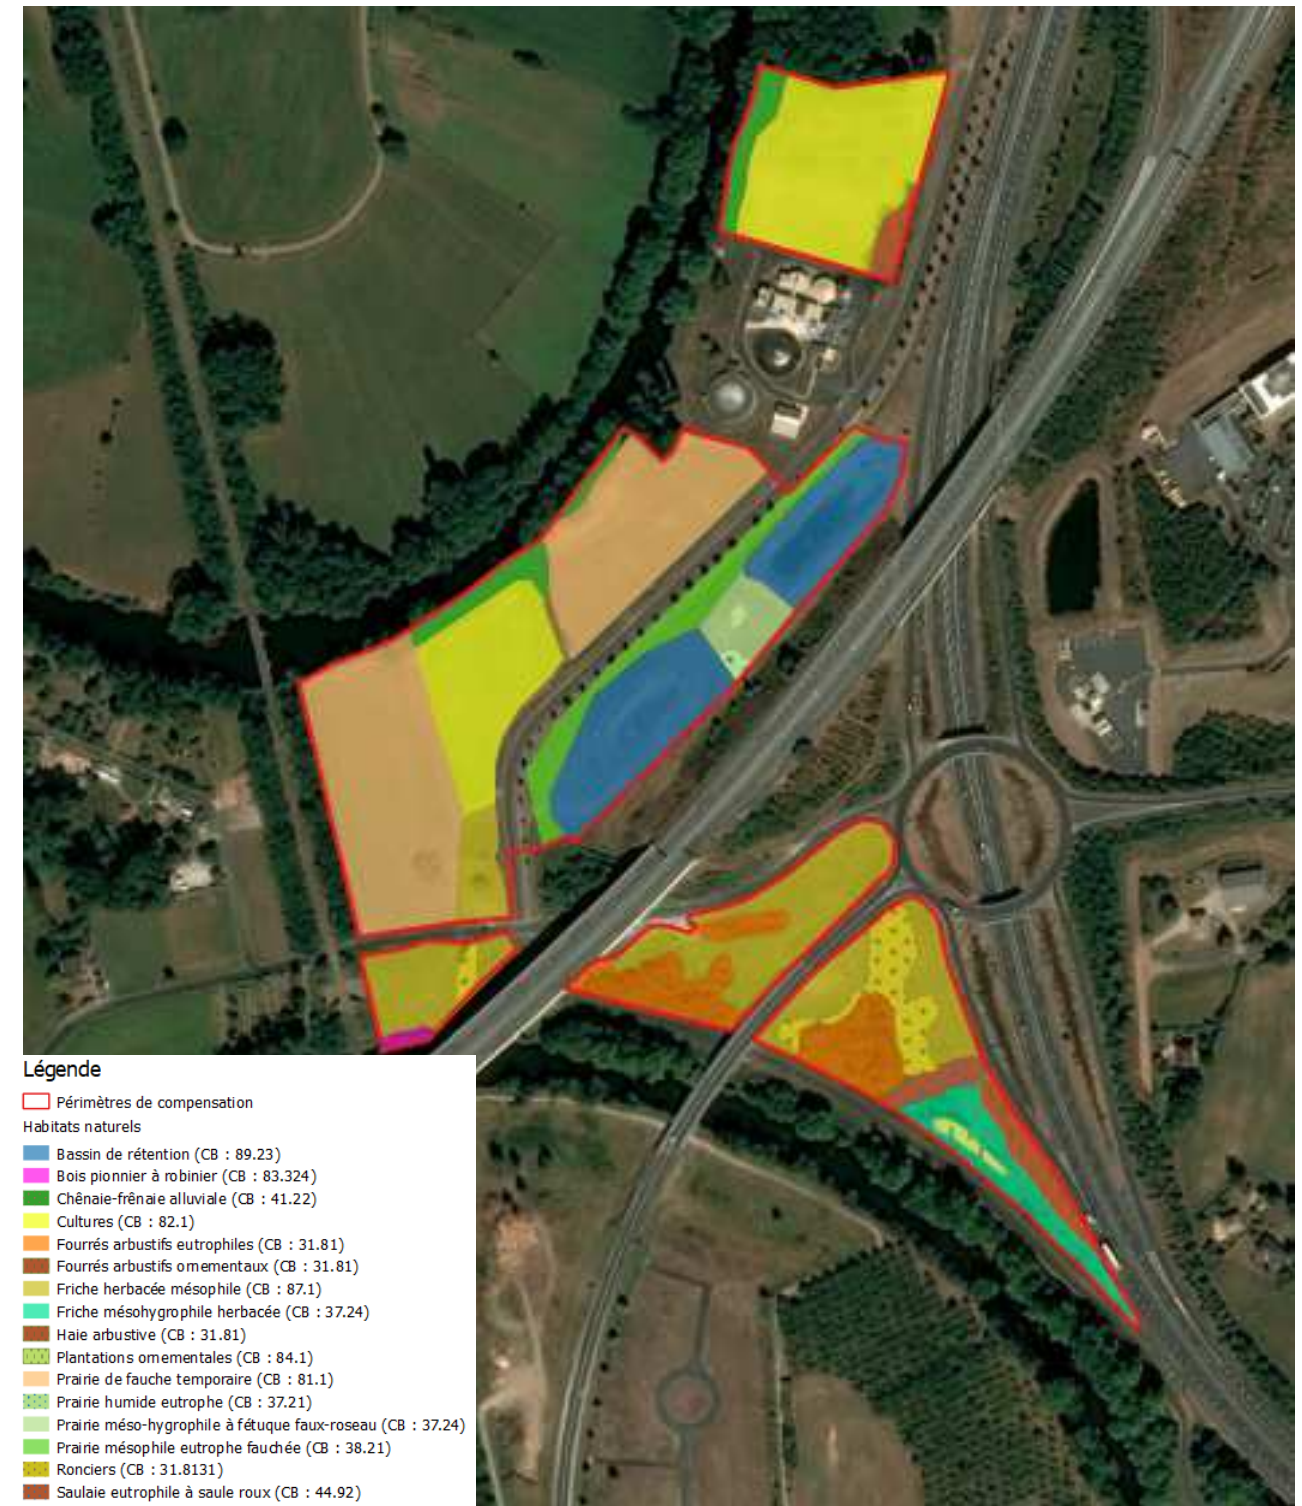 Légende
Périmètres de compensation
Habitats naturels
Bassin de rétention (CB : 89.23)
Bois pionnier à robinier (CB : 83.324)
Chênaie-frênaie alluviale (CB : 41.22)
Cultures (CB : 82.1)
Fourrés arbustifs eutrophiles (CB : 31.81)
Fourrés arbustifs ornementaux (CB : 31.81)
Friche herbacée mésophile (CB : 87.1)
Friche mésohygrophile herbacée (CB : 37.24)
Haie arbustive (CB : 31.81)
Plantations ornementales (CB : 84.1)
Prairie de fauche temporaire (CB : 81.1)
Prairie humide eutrophe (CB : 37.21)
Prairie méso-hygrophile à fétuque faux-roseau (CB : 37.24)
Prairie mésophile eutrophe fauchée (CB : 38.21)
Ronciers (CB : 31.8131)
Saulaie eutrophile à saule roux (CB : 44.92)